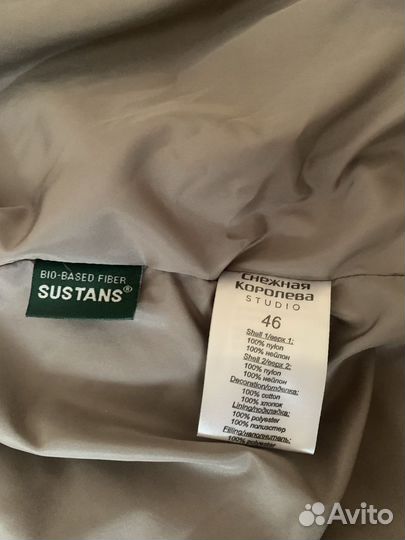 BIO-BASED FIBER
SUSTANS®
СНЕЖНАЯ
КОРОЛЕВА
STUDIO
46
Shell 1/верх 1:
100% nylon
100% нейлон
Shell 2/верх 2:
100% nylon
100% нейлон
Decoration/отделка:
100% cotton
100% хлопок
Lining/подкладка:
100% polyester
100% полиэстер
Filling/наполнитель:
polyester
Avito